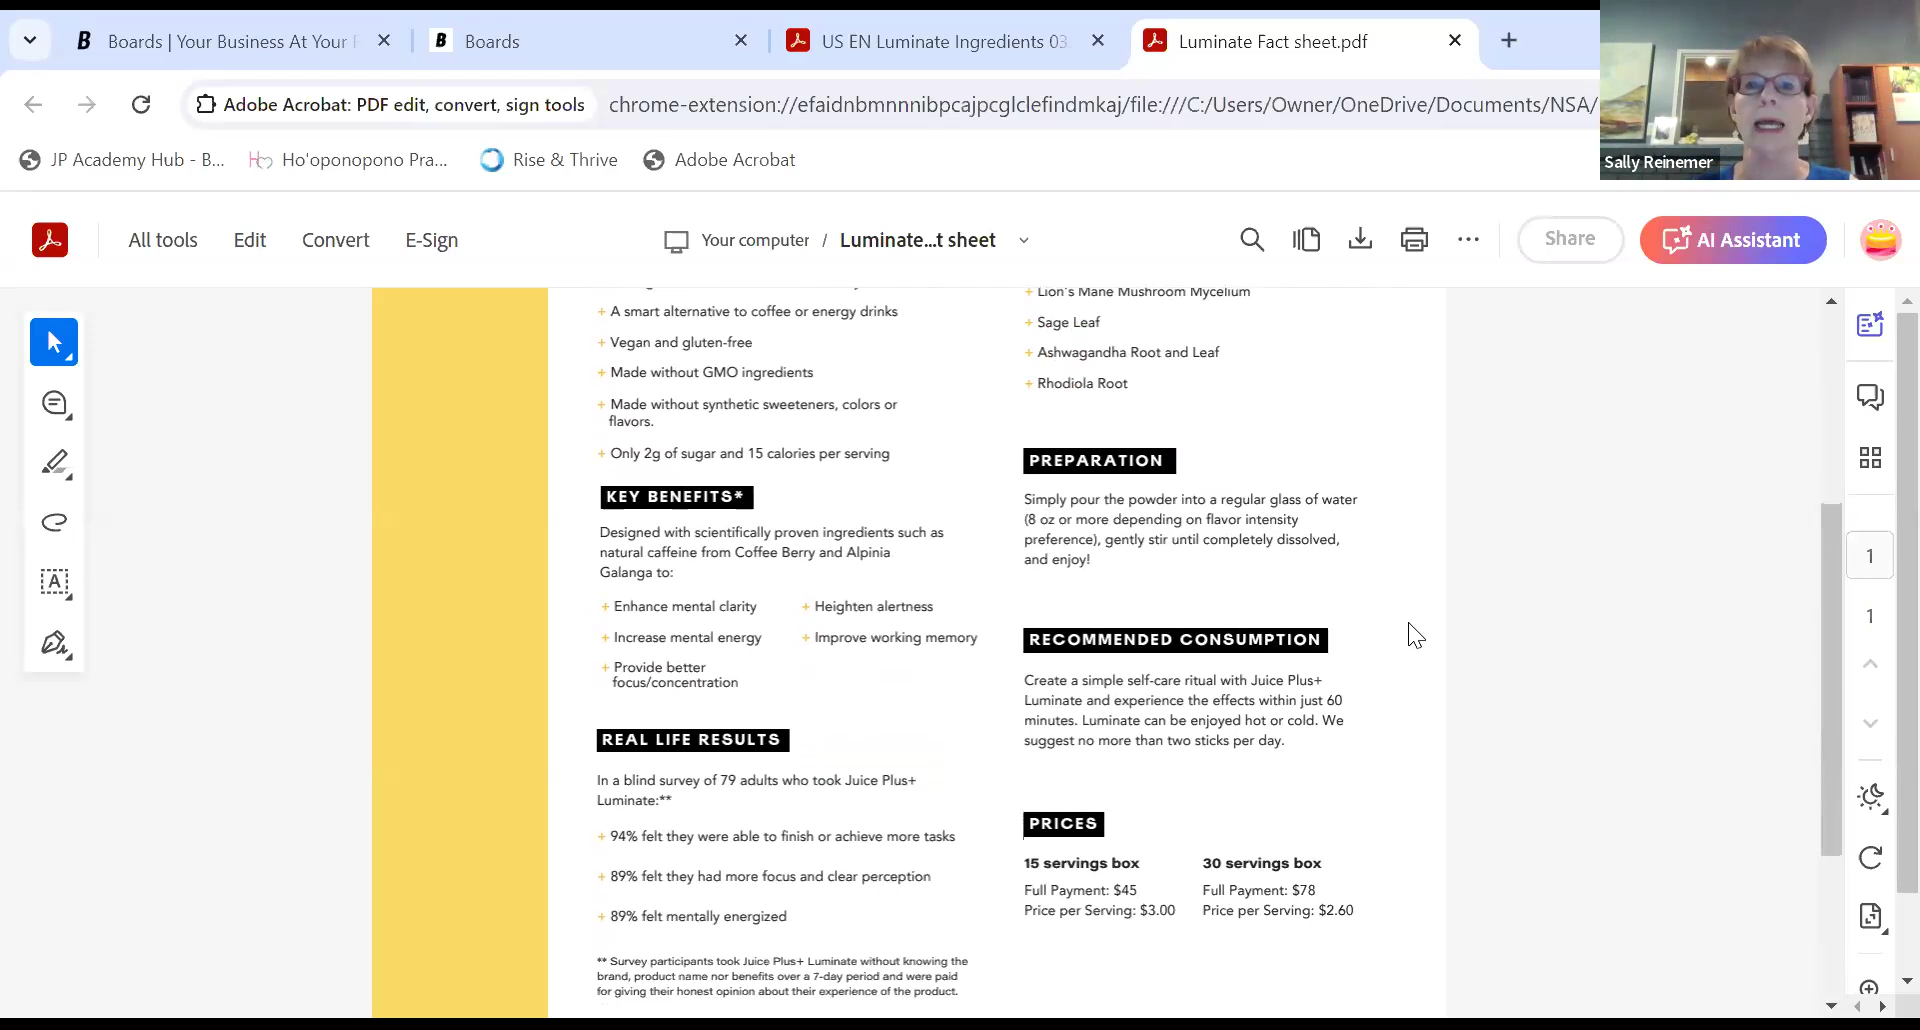 Boards | Your Business At Your F
Boards
US EN Luminate Ingredients 03
Luminate Fact sheet.pdf
Adobe Acrobat: PDF edit, convert, sign tools
chrome-extension://efaidnbmnnnibpcajpcglclefindmkaj/file:///C:/Users/Owner/OneDrive/Documents/NSA/
Sally Reinemer
JP Academy Hub - B...
Ho'oponopono Pra...
Rise & Thrive
Adobe Acrobat
All tools
Edit
Convert
E-Sign
Your computer / Luminate...t sheet
Share
AI Assistant
+ A smart alternative to coffee or energy drinks
+ Vegan and gluten-free
+ Made without GMO ingredients
+ Made without synthetic sweeteners, colors or
flavors.
+ Only 2g of sugar and 15 calories per serving
KEY BENEFITS*
Designed with scientifically proven ingredients such as
natural caffeine from Coffee Berry and Alpinia
Galanga to:
+ Enhance mental clarity
+ Heighten alertness
+ Increase mental energy
+ Improve working memory
+ Provide better
focus/concentration
REAL LIFE RESULTS
In a blind survey of 79 adults who took Juice Plus+
Luminate:**
+ 94% felt they were able to finish or achieve more tasks
+ 89% felt they had more focus and clear perception
+ 89% felt mentally energized
** Survey participants took Juice Plus+ Luminate without knowing the
brand, product name nor benefits over a 7-day period and were paid
for giving their honest opinion about their experience of the product.
+ Lion's Mane Mushroom Mycelium
+ Sage Leaf
+ Ashwagandha Root and Leaf
+ Rhodiola Root
PREPARATION
Simply pour the powder into a regular glass of water
(8 oz or more depending on flavor intensity
preference), gently stir until completely dissolved,
and enjoy!
RECOMMENDED CONSUMPTION
Create a simple self-care ritual with Juice Plus+
Luminate and experience the effects within just 60
minutes. Luminate can be enjoyed hot or cold. We
suggest no more than two sticks per day.
PRICES
15 servings box
Full Payment: $45
Price per Serving: $3.00
30 servings box
Full Payment: $78
Price per Serving: $2.60
1
1